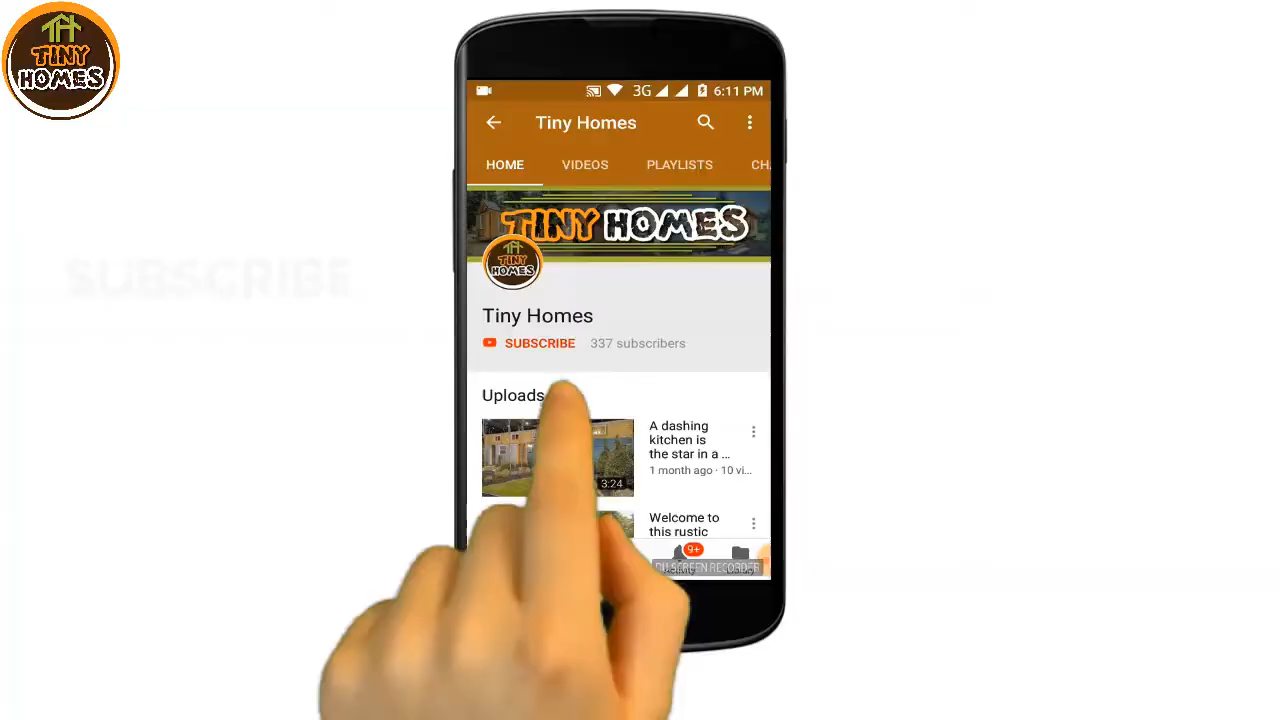 TINY
HOMES
3G 6:11 PM
Tiny Homes
HOME VIDEOS PLAYLISTS CH
TINY HOMES
TINY
HOMES
Tiny Homes
SUBSCRIBE 337 subscribers
SUBSCRIBE
Uploads
A dashing
kitchen is
the star in a ...
1 month ago · 10 vi...
3:24
Welcome to
this rustic
9+
DU SCREEN RECORDER